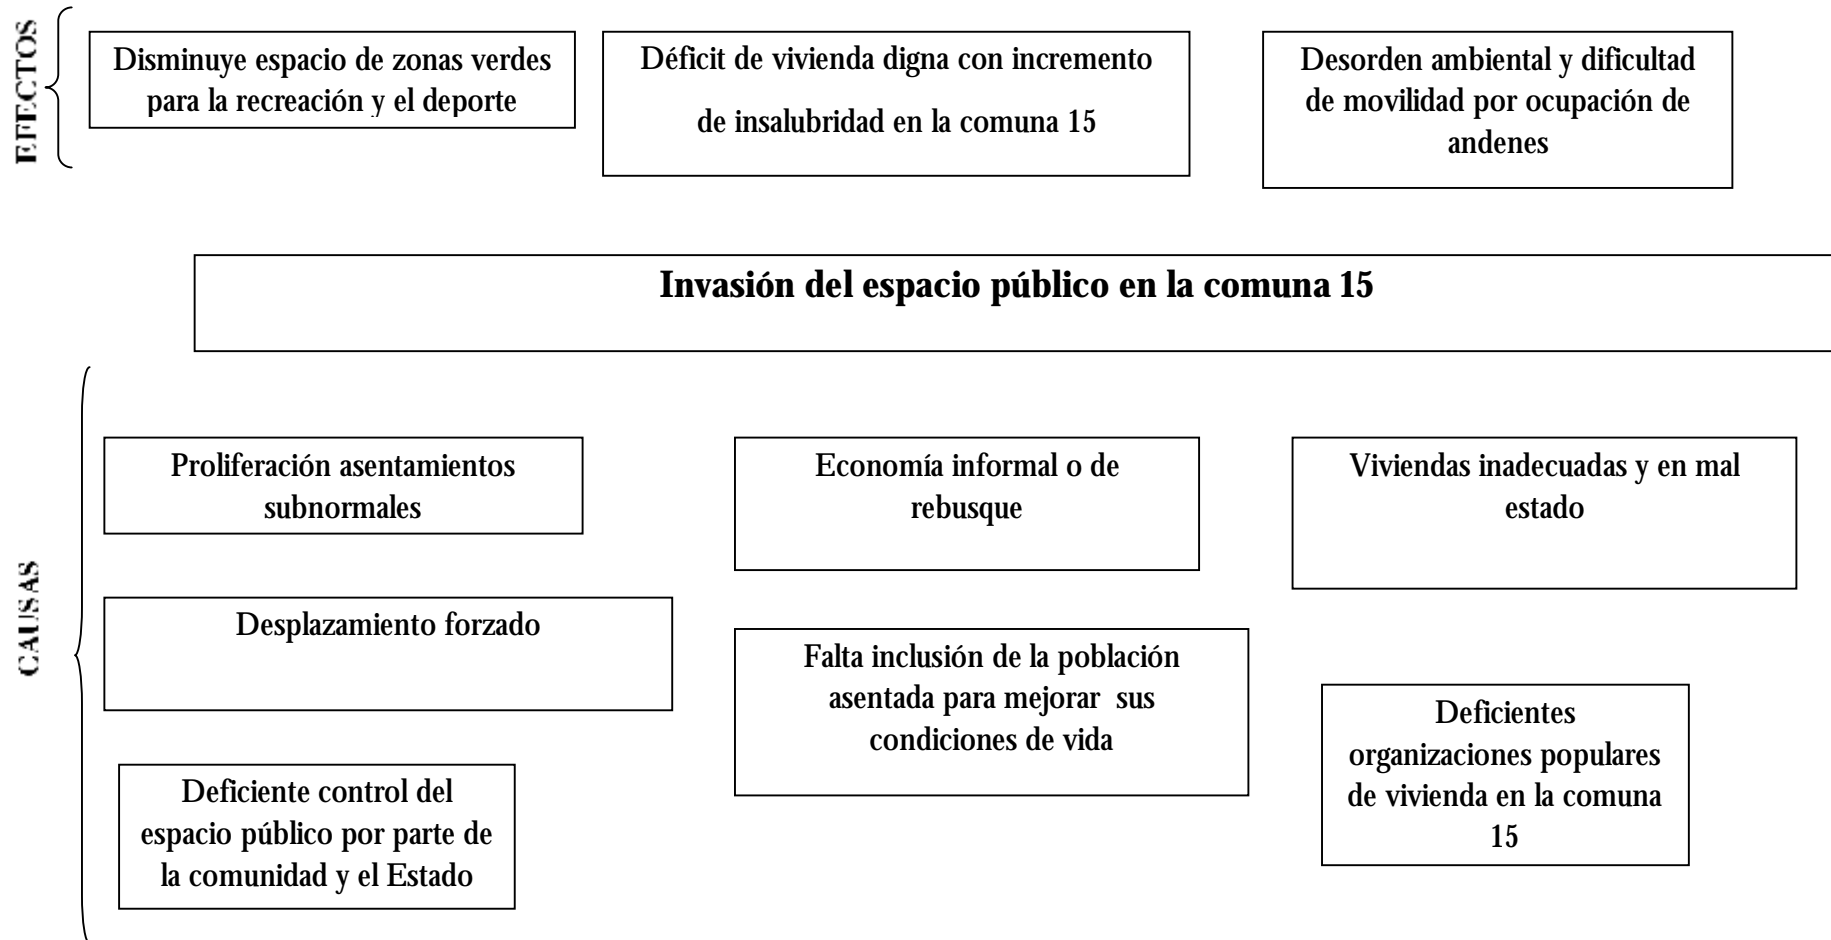 EFECTOS
Disminuye espacio de zonas verdes
para la recreación y el deporte
Déficit de vivienda digna con incremento
de insalubridad en la comuna 15
Desorden ambiental y dificultad
de movilidad por ocupación de
andenes
Invasión del espacio público en la comuna 15
CAUSAS
Proliferación asentamientos
subnormales
Economía informal o de
rebusque
Viviendas inadecuadas y en mal
estado
Desplazamiento forzado
Falta inclusión de la población
asentada para mejorar  sus
condiciones de vida
Deficientes
organizaciones populares
de vivienda en la comuna
15
Deficiente control del
espacio público por parte de
la comunidad y el Estado